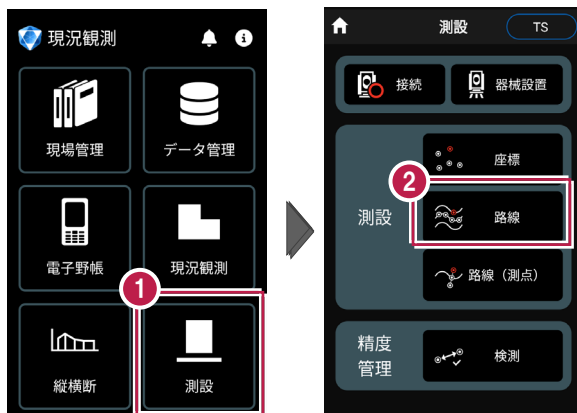 現況観測
現場管理
データ管理
電子野帳
現況観測
1
縦横断
測設
測設
TS
接続
器械設置
測設
座標
2
路線
路線（測点）
精度
管理
検測